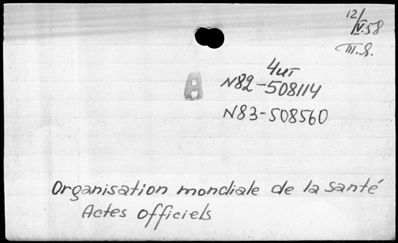 12/V.58
III.8.
4ит
A
N82-508114
N83-508560
Organisation mondiale de la santé
Actes officiels